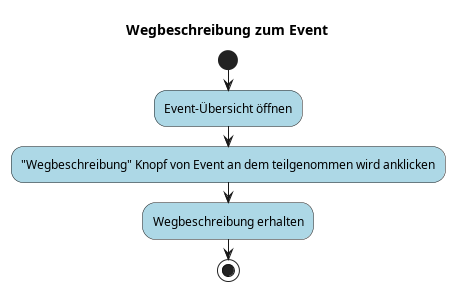 Wegbeschreibung zum Event
Event-Übersicht öffnen
"Wegbeschreibung" Knopf von Event an dem teilgenommen wird anklicken
Wegbeschreibung erhalten